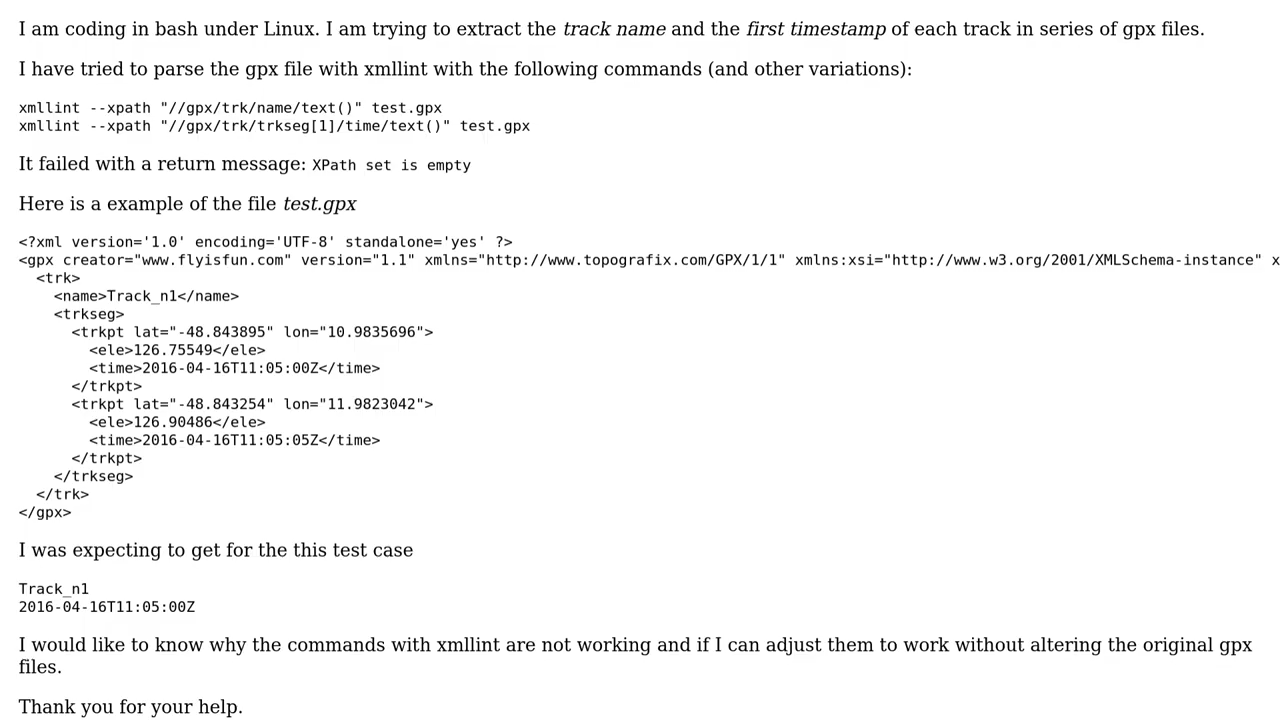 I am coding in bash under Linux. I am trying to extract the track name and the first timestamp of each track in series of gpx files.
I have tried to parse the gpx file with xmllint with the following commands (and other variations):
xmllint --xpath "//gpx/trk/name/text()" test.gpx
xmllint --xpath "//gpx/trk/trkseg[1]/time/text()" test.gpx
It failed with a return message: XPath set is empty
Here is a example of the file test.gpx
<?xml version='1.0' encoding='UTF-8' standalone='yes' ?>
<gpx creator="www.flyisfun.com" version="1.1" xmlns="http://www.topografix.com/GPX/1/1" xmlns:xsi="http://www.w3.org/2001/XMLSchema-instance" x
  <trk>
    <name>Track_n1</name>
    <trkseg>
      <trkpt lat="-48.843895" lon="10.9835696">
        <ele>126.75549</ele>
        <time>2016-04-16T11:05:00Z</time>
      </trkpt>
      <trkpt lat="-48.843254" lon="11.9823042">
        <ele>126.90486</ele>
        <time>2016-04-16T11:05:05Z</time>
      </trkpt>
    </trkseg>
  </trk>
</gpx>
I was expecting to get for the this test case
Track_n1
2016-04-16T11:05:00Z
I would like to know why the commands with xmllint are not working and if I can adjust them to work without altering the original gpx
files.
Thank you for your help.